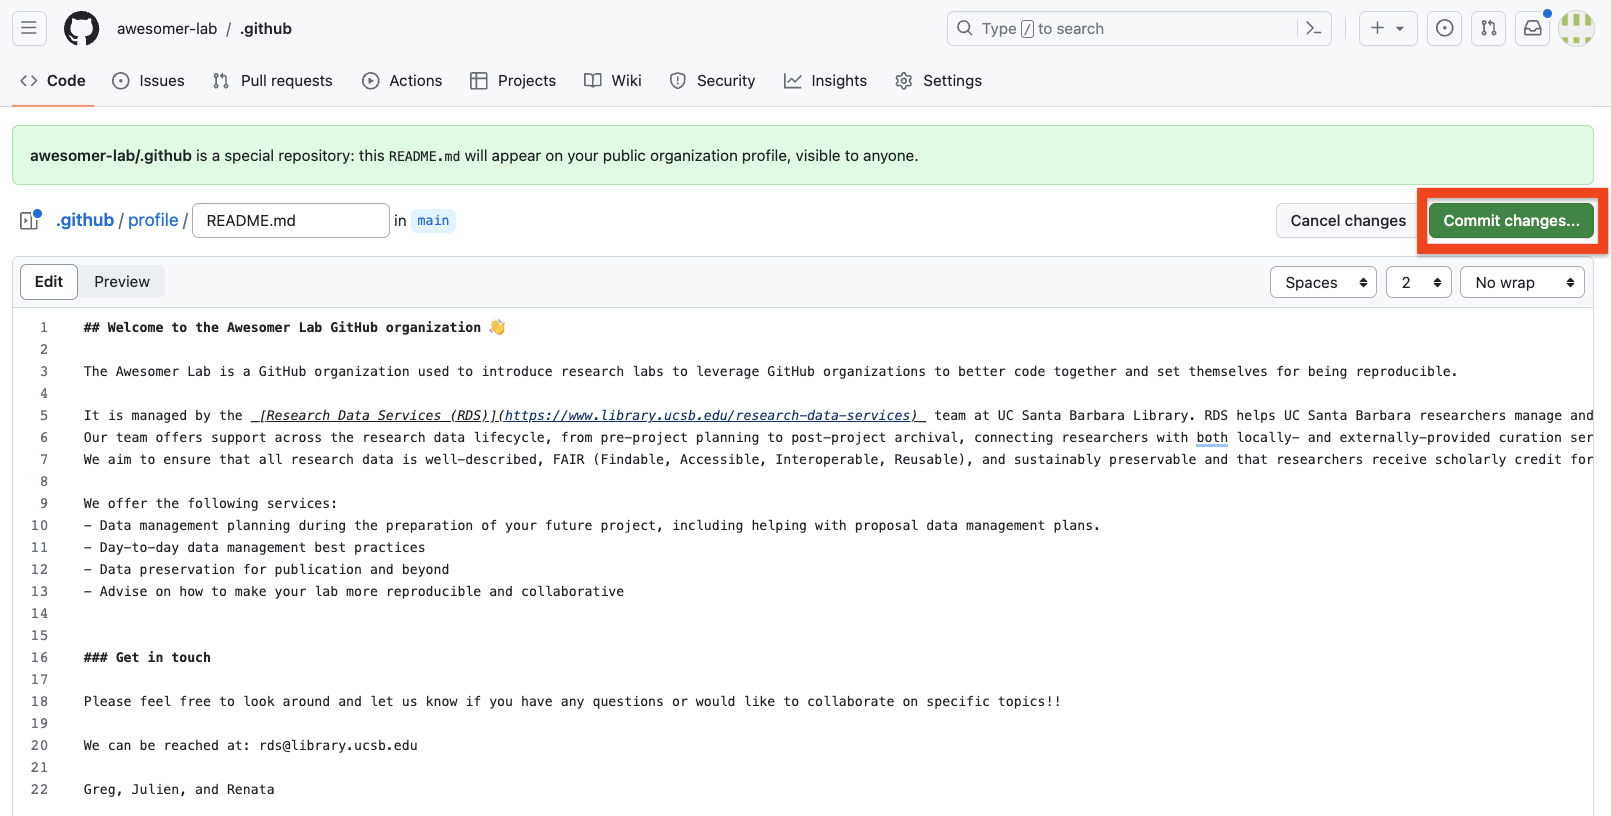 awesomer-lab / .github
Type / to search
Code Issues Pull requests Actions Projects Wiki Security Insights Settings
awesomer-lab/.github is a special repository: this README.md will appear on your public organization profile, visible to anyone.
.github / profile / README.md in main
Cancel changes Commit changes...
Edit Preview Spaces 2 No wrap
1 ## Welcome to the Awesomer Lab GitHub organization 👋
2
3 The Awesomer Lab is a GitHub organization used to introduce research labs to leverage GitHub organizations to better code together and set themselves for being reproducible.
4
5 It is managed by the _[Research Data Services (RDS)](https://www.library.ucsb.edu/research-data-services)_ team at UC Santa Barbara Library. RDS helps UC Santa Barbara researchers manage and
6 Our team offers support across the research data lifecycle, from pre-project planning to post-project archival, connecting researchers with both locally- and externally-provided curation ser
7 We aim to ensure that all research data is well-described, FAIR (Findable, Accessible, Interoperable, Reusable), and sustainably preservable and that researchers receive scholarly credit for
8
9 We offer the following services:
10 - Data management planning during the preparation of your future project, including helping with proposal data management plans.
11 - Day-to-day data management best practices
12 - Data preservation for publication and beyond
13 - Advise on how to make your lab more reproducible and collaborative
14
15
16 ### Get in touch
17
18 Please feel free to look around and let us know if you have any questions or would like to collaborate on specific topics!!
19
20 We can be reached at: rds@library.ucsb.edu
21
22 Greg, Julien, and Renata